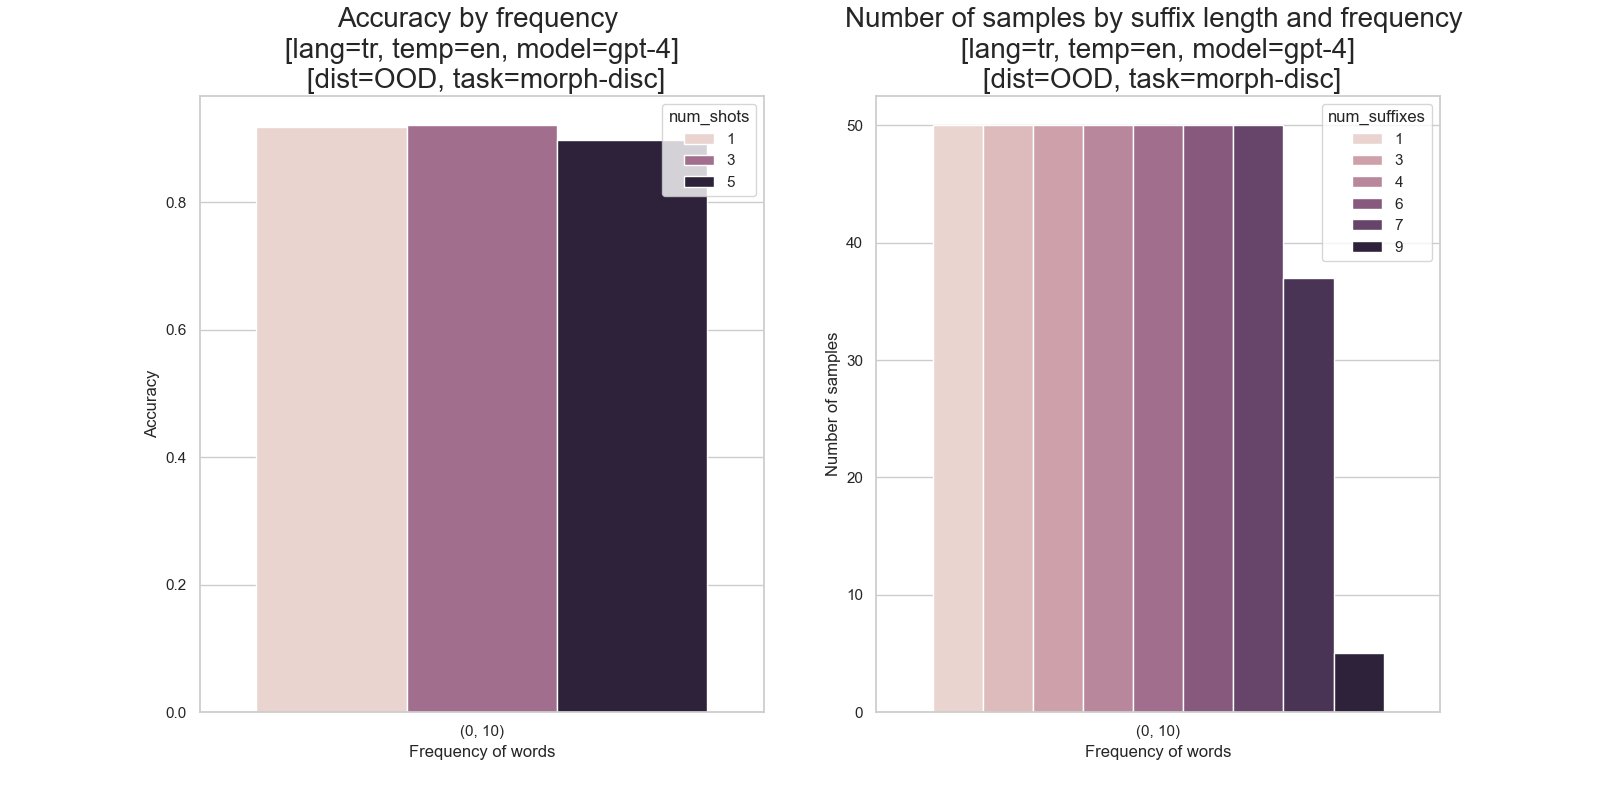 Accuracy by frequency
[lang=tr, temp=en, model=gpt-4]
[dist=OOD, task=morph-disc]
num_shots
1
3
5
0.8
0.6
0.4
0.2
0.0
Accuracy
(0, 10)
Frequency of words
Number of samples by suffix length and frequency
[lang=tr, temp=en, model=gpt-4]
[dist=OOD, task=morph-disc]
num_suffixes
1
3
4
6
7
9
50
40
30
20
10
0
Number of samples
(0, 10)
Frequency of words